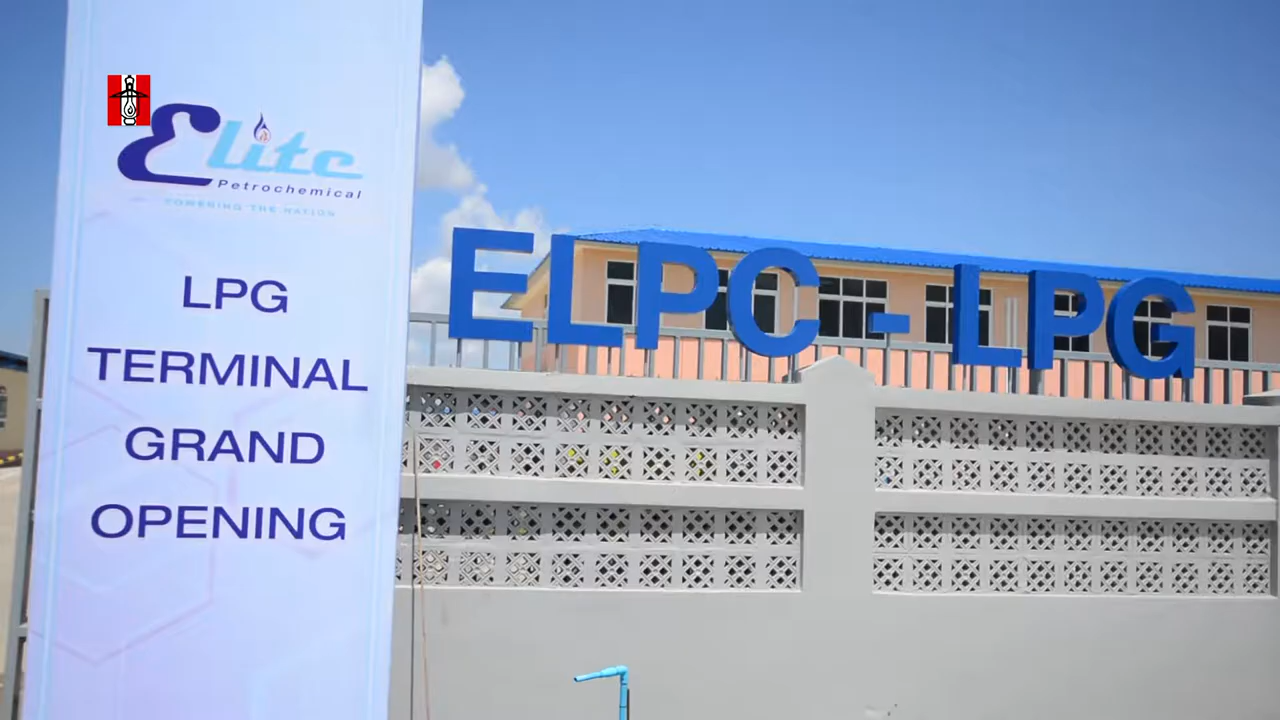 Elite
Petrochemical
POWERING THE NATION
LPG
TERMINAL
GRAND
OPENING
ELPC - LPG